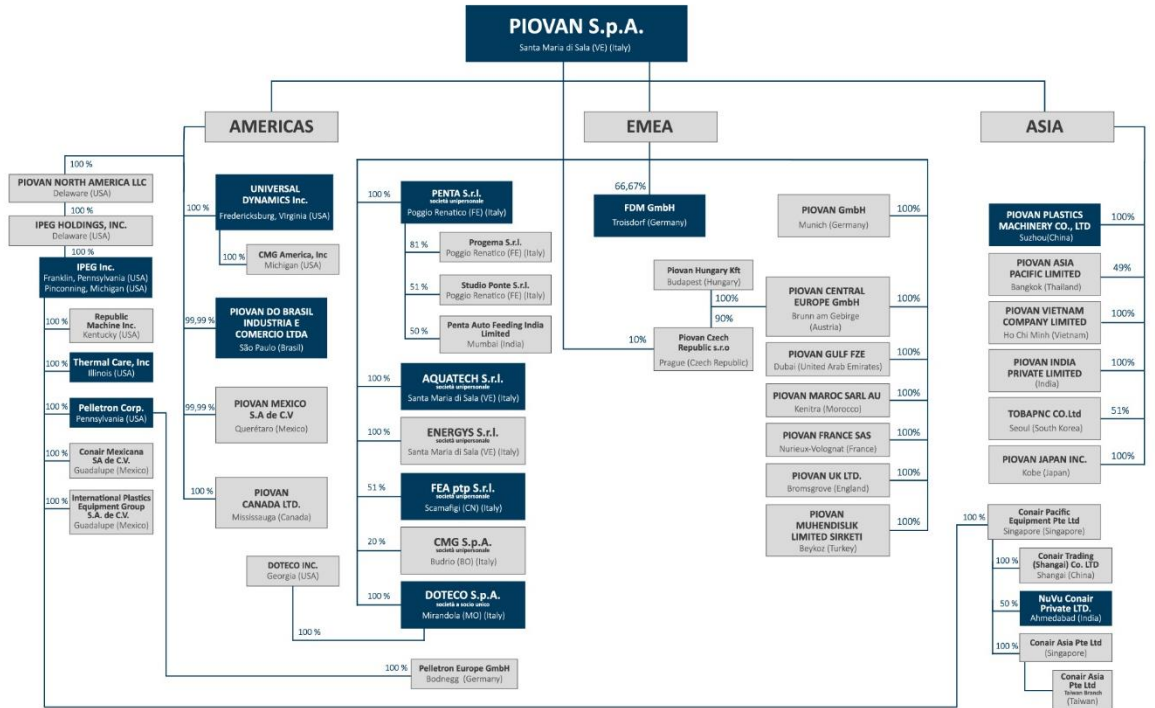 PIOVAN S.p.A.
Santa Maria di Sala (VE) (Italy)
AMERICAS
EMEA
ASIA
100 %
PIOVAN NORTH AMERICA LLC
Delaware (USA)
100 %
IPEG HOLDINGS, INC.
Delaware (USA)
100 %
IPEG Inc.
Franklin, Pennsylvania (USA)
Pinconning, Michigan (USA)
100 %
Republic
Machine Inc.
Kentucky (USA)
100 %
Thermal Care, Inc
Illinois (USA)
100 %
Pelletron Corp.
Pennsylvania (USA)
100 %
Conair Mexicana
SA de C.V.
Guadalupe (Mexico)
100 %
International Plastics
Equipment Group
S.A. de C.V.
Guadalupe (Mexico)
100 %
UNIVERSAL
DYNAMICS Inc.
Fredericksburg, Virginia (USA)
100 %
CMG America, Inc
Michigan (USA)
99,99 %
PIOVAN DO BRASIL
INDUSTRIA E
COMERCIO LTDA
São Paulo (Brasil)
99,99 %
PIOVAN MEXICO
S.A de C.V
Querétaro (Mexico)
100 %
PIOVAN
CANADA LTD.
Mississauga (Canada)
DOTECO INC.
Georgia (USA)
100 %
100 %
PENTA S.r.l.
società unipersonale
Poggio Renatico (FE) (Italy)
81 %
Progema S.r.l.
Poggio Renatico (FE) (Italy)
51 %
Studio Ponte S.r.l.
Poggio Renatico (FE) (Italy)
50 %
Penta Auto Feeding India
Limited
Mumbai (India)
100 %
AQUATECH S.r.l.
società unipersonale
Santa Maria di Sala (VE) (Italy)
100 %
ENERGYS S.r.l.
società unipersonale
Santa Maria di Sala (VE) (Italy)
51 %
FEA ptp S.r.l.
società unipersonale
Scarnafigi (CN) (Italy)
20 %
CMG S.p.A.
società unipersonale
Budrio (BO) (Italy)
100 %
DOTECO S.p.A.
società a socio unico
Mirandola (MO) (Italy)
100 %
Pelletron Europe GmbH
Bodnegg (Germany)
66,67%
FDM GmbH
Troisdorf (Germany)
Piovan Hungary Kft
Budapest (Hungary)
100%
90%
10%
Piovan Czech
Republic s.r.o
Prague (Czech Republic)
PIOVAN GmbH
Munich (Germany)
100%
PIOVAN CENTRAL
EUROPE GmbH
Brunn am Gebirge
(Austria)
100%
PIOVAN GULF FZE
Dubai (United Arab Emirates)
100%
PIOVAN MAROC SARL AU
Kenitra (Morocco)
100%
PIOVAN FRANCE SAS
Nurieux-Volognat (France)
100%
PIOVAN UK LTD.
Bromsgrove (England)
100%
PIOVAN
MUHENDISLIK
LIMITED SIRKETI
Beykoz (Turkey)
100%
PIOVAN PLASTICS
MACHINERY CO., LTD
Suzhou(China)
100%
PIOVAN ASIA
PACIFIC LIMITED
Bangkok (Thailand)
49%
PIOVAN VIETNAM
COMPANY LIMITED
Ho Chi Minh (Vietnam)
100%
PIOVAN INDIA
PRIVATE LIMITED
(India)
100%
TOBAPNC CO.Ltd
Seoul (South Korea)
51%
PIOVAN JAPAN INC.
Kobe (Japan)
100%
100 %
Conair Pacific
Equipment Pte Ltd
Singapore (Singapore)
100%
Conair Trading
(Shangai) Co. LTD
Shangai (China)
50 %
NuVu Conair
Private LTD.
Ahmedabad (India)
100 %
Conair Asia Pte Ltd
(Singapore)
Conair Asia
Pte Ltd
Taiwan Branch
(Taiwan)